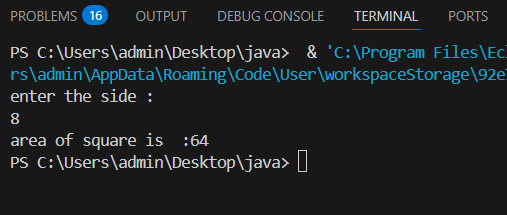 PROBLEMS 16 OUTPUT DEBUG CONSOLE TERMINAL PORTS
PS C:\Users\admin\Desktop\java>  & 'C:\Program Files\Ec
rs\admin\AppData\Roaming\Code\User\workspaceStorage\92e
enter the side :
8
area of square is  :64
PS C:\Users\admin\Desktop\java>